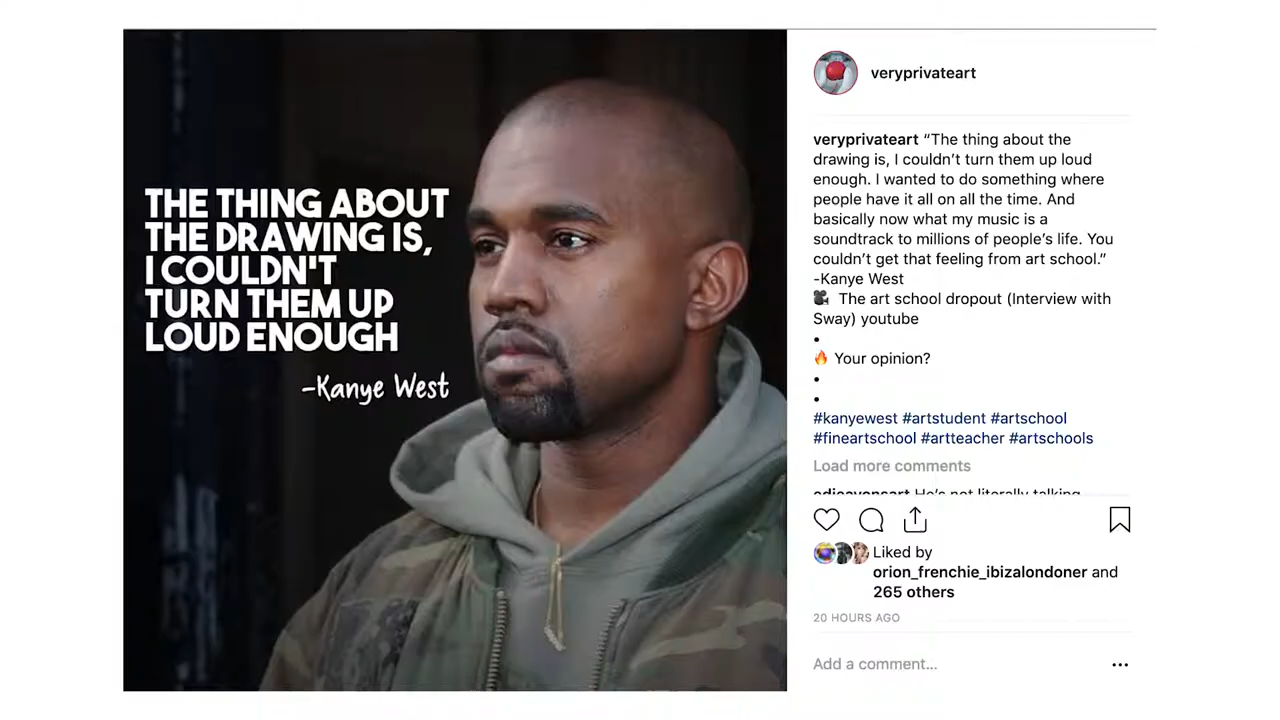 THE THING ABOUT
THE DRAWING IS,
I COULDN'T
TURN THEM UP
LOUD ENOUGH
-Kanye West
veryprivateart
veryprivateart “The thing about the
drawing is, I couldn’t turn them up loud
enough. I wanted to do something where
people have it all on all the time. And
basically now what my music is a
soundtrack to millions of people’s life. You
couldn’t get that feeling from art school.”
-Kanye West
🎥 The art school dropout (Interview with
Sway) youtube
•
🔥 Your opinion?
•
•
#kanyewest #artstudent #artschool
#fineartschool #artteacher #artschools
Load more comments
He’s not literally talking
Liked by
orion_frenchie_ibizalondoner and
265 others
20 HOURS AGO
Add a comment...